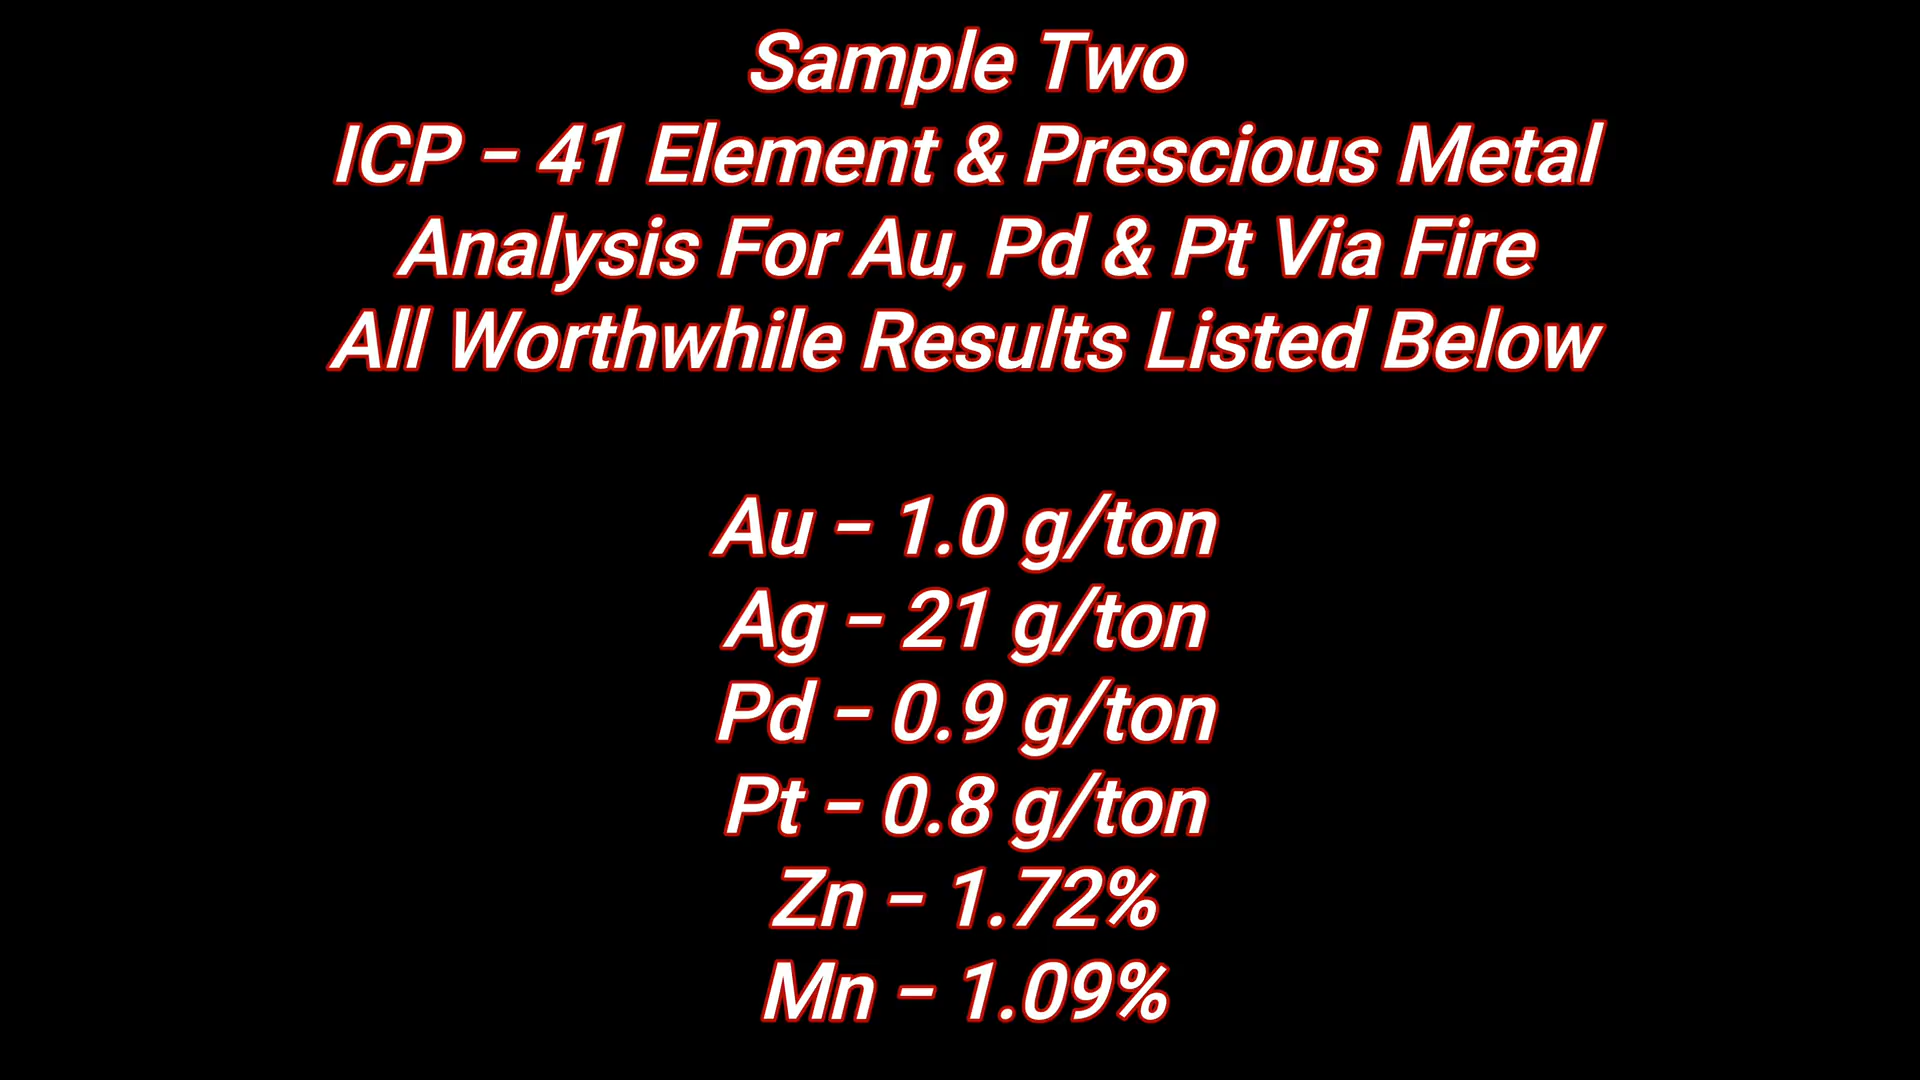 Sample Two
ICP - 41 Element & Prescious Metal
Analysis For Au, Pd & Pt Via Fire
All Worthwhile Results Listed Below
Au - 1.0 g/ton
Ag - 21 g/ton
Pd - 0.9 g/ton
Pt - 0.8 g/ton
Zn - 1.72%
Mn - 1.09%